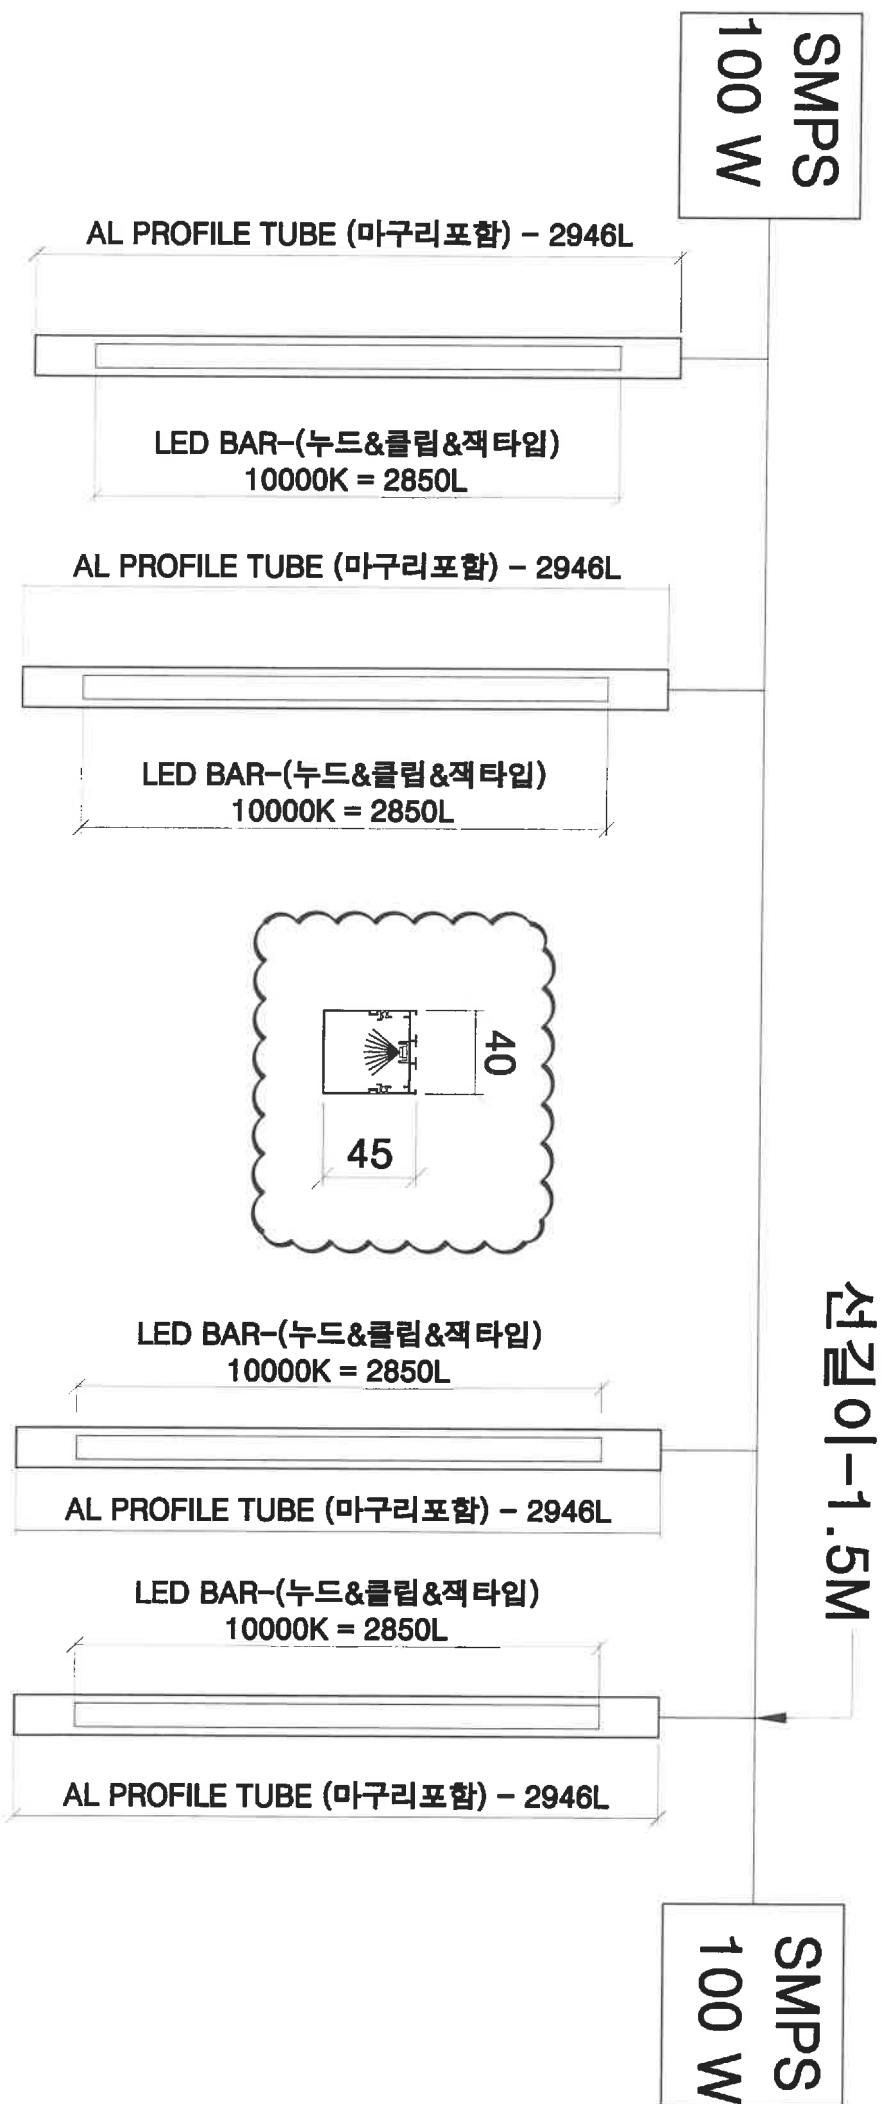 SMPS
100 W
AL PROFILE TUBE (마구리포함) - 2946L
LED BAR-(누드&클립&잭타입)
10000K = 2850L
AL PROFILE TUBE (마구리포함) - 2946L
LED BAR-(누드&클립&잭타입)
10000K = 2850L
40
45
선길이-1.5M
LED BAR-(누드&클립&잭타입)
10000K = 2850L
AL PROFILE TUBE (마구리포함) - 2946L
LED BAR-(누드&클립&잭타입)
10000K = 2850L
AL PROFILE TUBE (마구리포함) - 2946L
SMPS
100 W